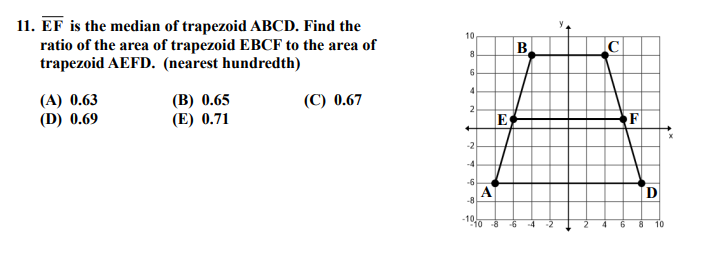 11. EF is the median of trapezoid ABCD. Find the
ratio of the area of trapezoid EBCF to the area of
trapezoid AEFD. (nearest hundredth)
(A) 0.63 (B) 0.65 (C) 0.67
(D) 0.69 (E) 0.71
y
10
B C
8
6
4
2
E F
x
-2
-4
-6
A D
-8
-10
-10 -8 -6 -4 -2 2 4 6 8 10